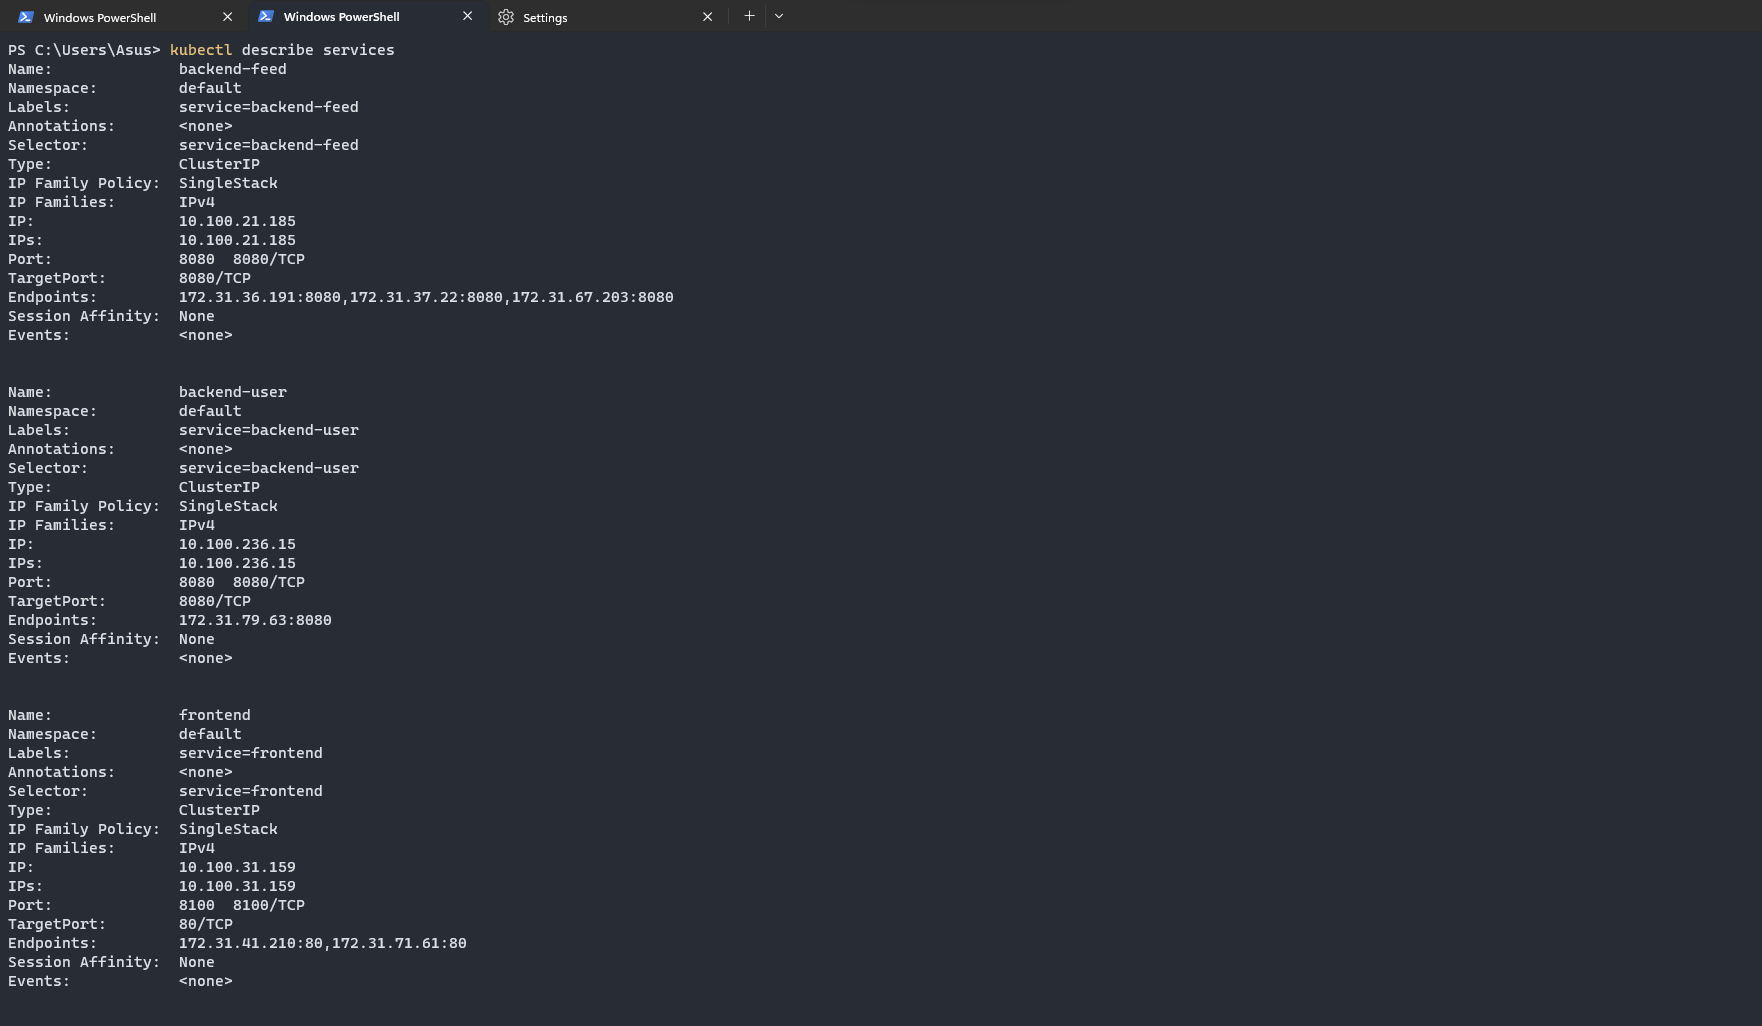 Windows PowerShell
Windows PowerShell
Settings
PS C:\Users\Asus> kubectl describe services
Name:              backend-feed
Namespace:         default
Labels:            service=backend-feed
Annotations:       <none>
Selector:          service=backend-feed
Type:              ClusterIP
IP Family Policy:  SingleStack
IP Families:       IPv4
IP:                10.100.21.185
IPs:               10.100.21.185
Port:              8080  8080/TCP
TargetPort:        8080/TCP
Endpoints:         172.31.36.191:8080,172.31.37.22:8080,172.31.67.203:8080
Session Affinity:  None
Events:            <none>
Name:              backend-user
Namespace:         default
Labels:            service=backend-user
Annotations:       <none>
Selector:          service=backend-user
Type:              ClusterIP
IP Family Policy:  SingleStack
IP Families:       IPv4
IP:                10.100.236.15
IPs:               10.100.236.15
Port:              8080  8080/TCP
TargetPort:        8080/TCP
Endpoints:         172.31.79.63:8080
Session Affinity:  None
Events:            <none>
Name:              frontend
Namespace:         default
Labels:            service=frontend
Annotations:       <none>
Selector:          service=frontend
Type:              ClusterIP
IP Family Policy:  SingleStack
IP Families:       IPv4
IP:                10.100.31.159
IPs:               10.100.31.159
Port:              8100  8100/TCP
TargetPort:        80/TCP
Endpoints:         172.31.41.210:80,172.31.71.61:80
Session Affinity:  None
Events:            <none>